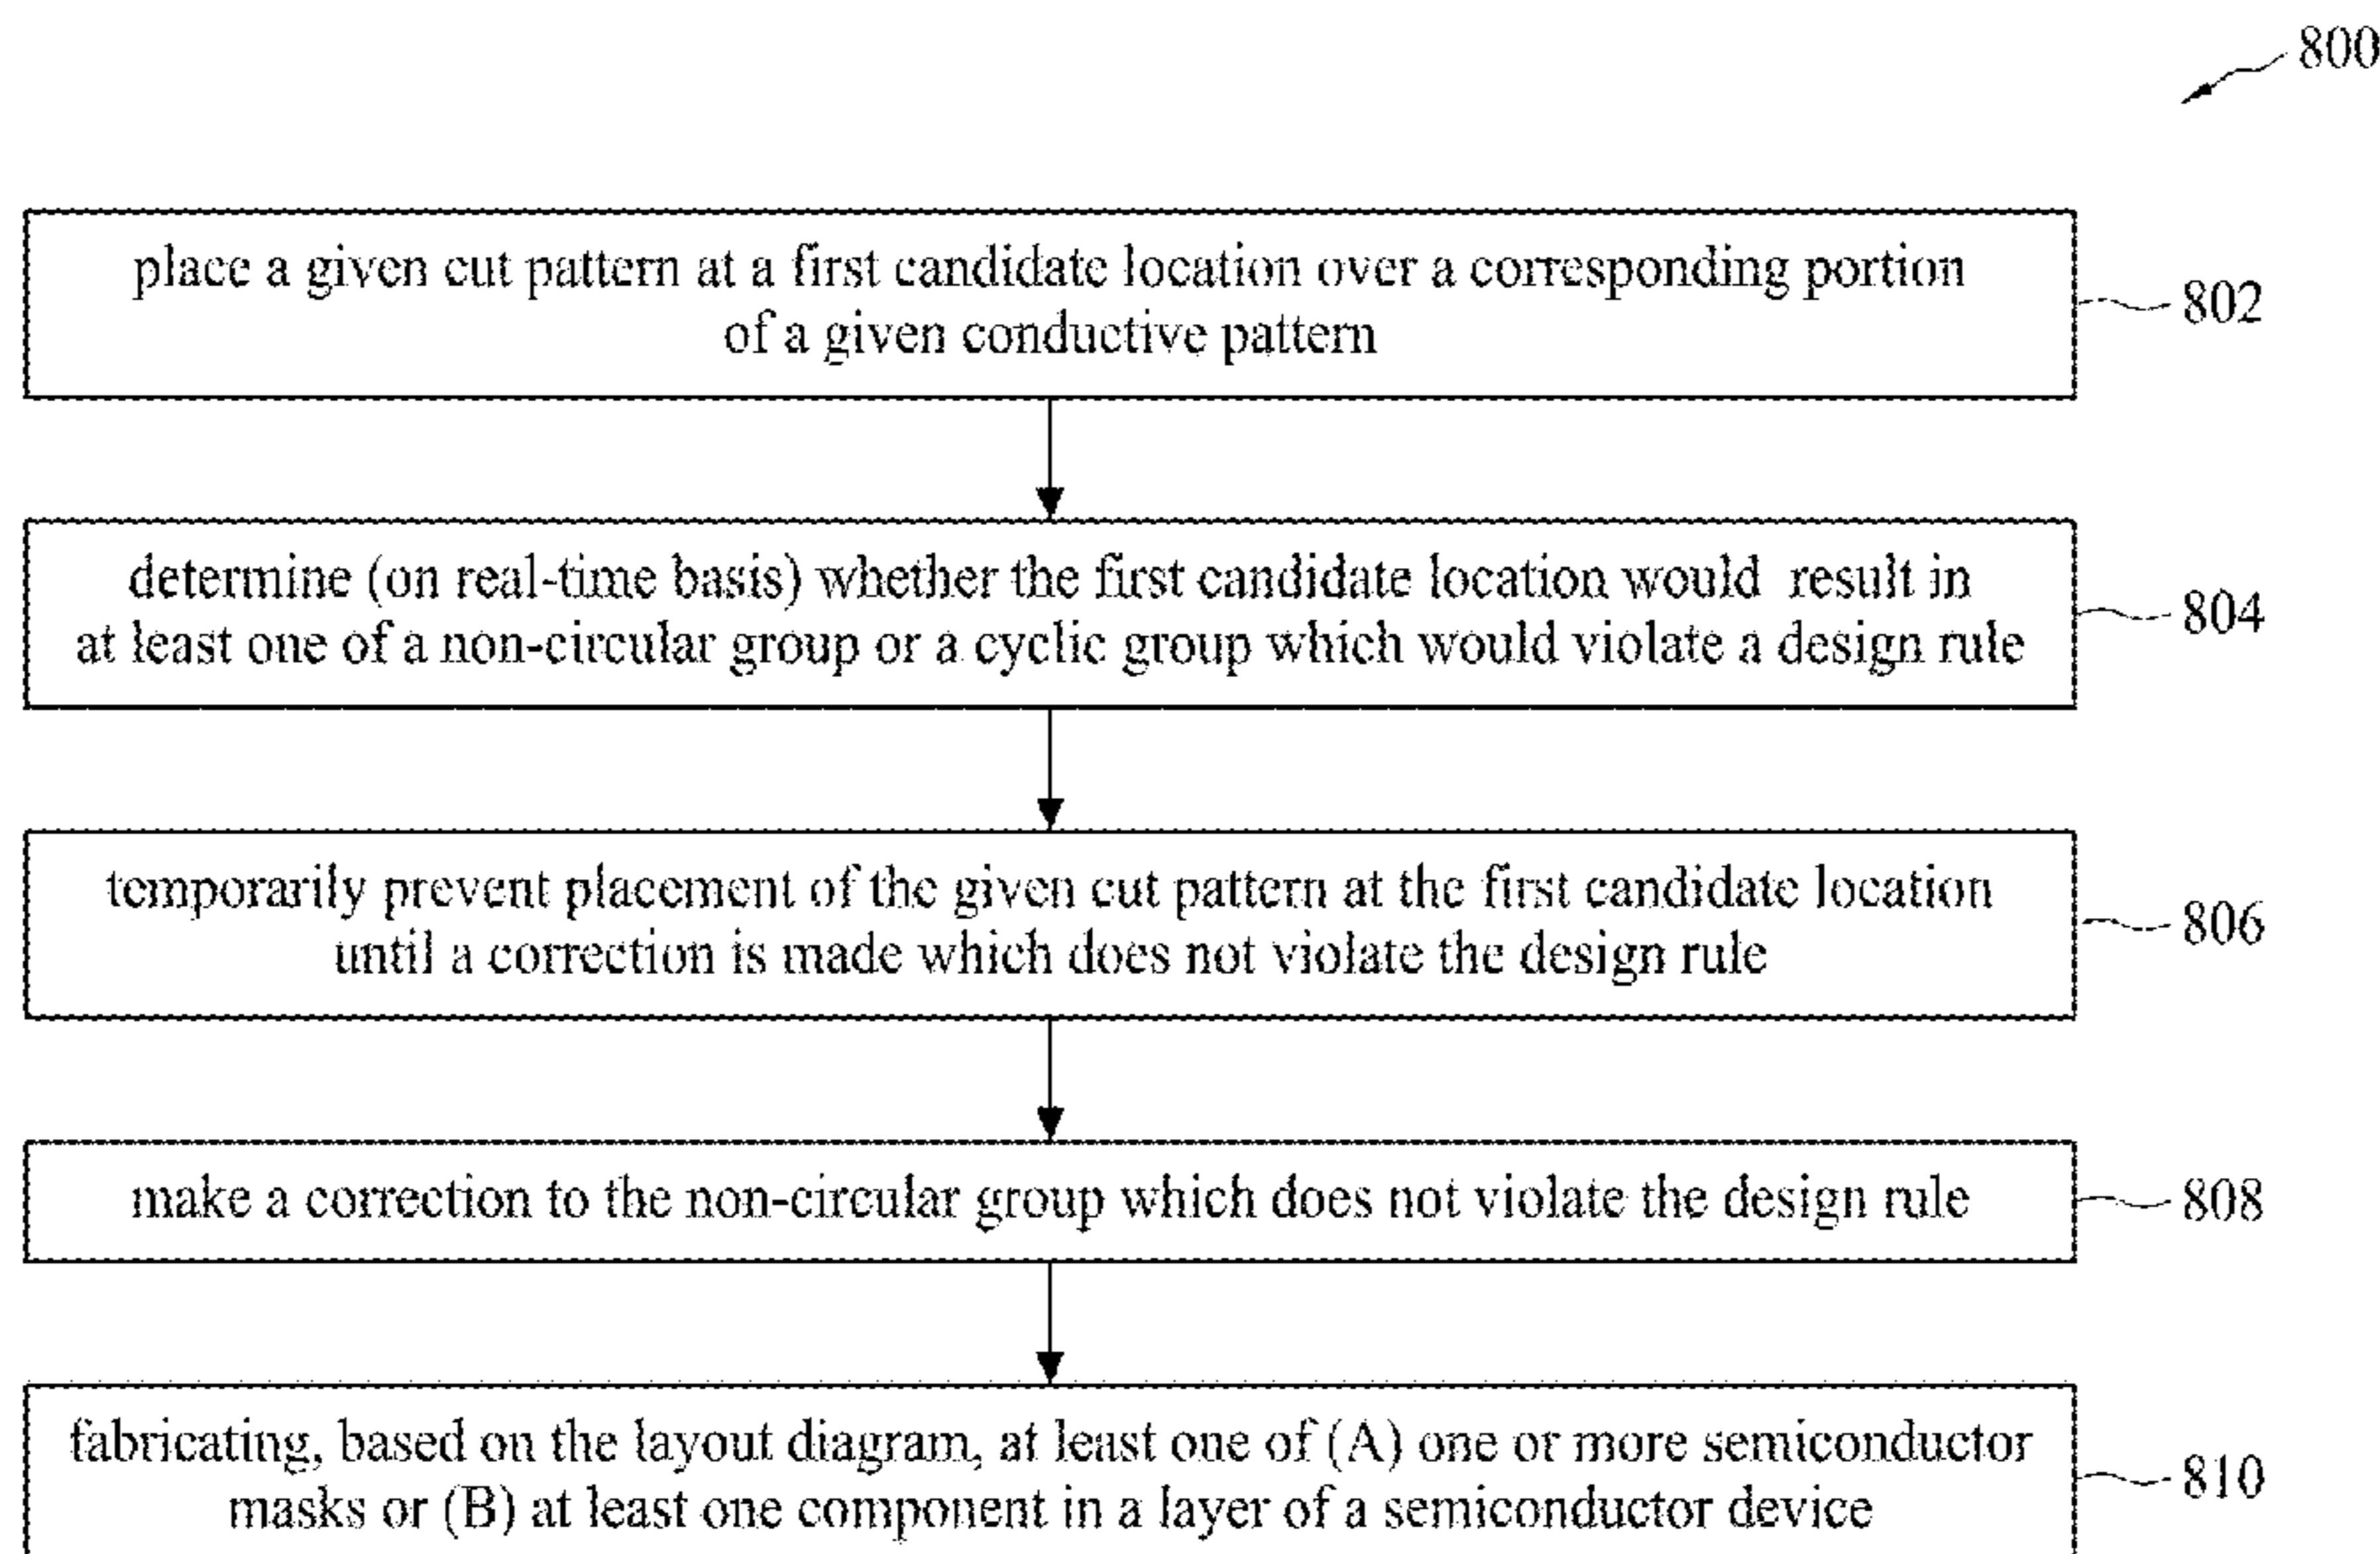 800
place a given cut pattern at a first candidate location over a corresponding portion
of a given conductive pattern
802
determine (on real-time basis) whether the first candidate location would result in
at least one of a non-circular group or a cyclic group which would violate a design rule
804
temporarily prevent placement of the given cut pattern at the first candidate location
until a correction is made which does not violate the design rule
806
make a correction to the non-circular group which does not violate the design rule
808
fabricating, based on the layout diagram, at least one of (A) one or more semiconductor
masks or (B) at least one component in a layer of a semiconductor device
810